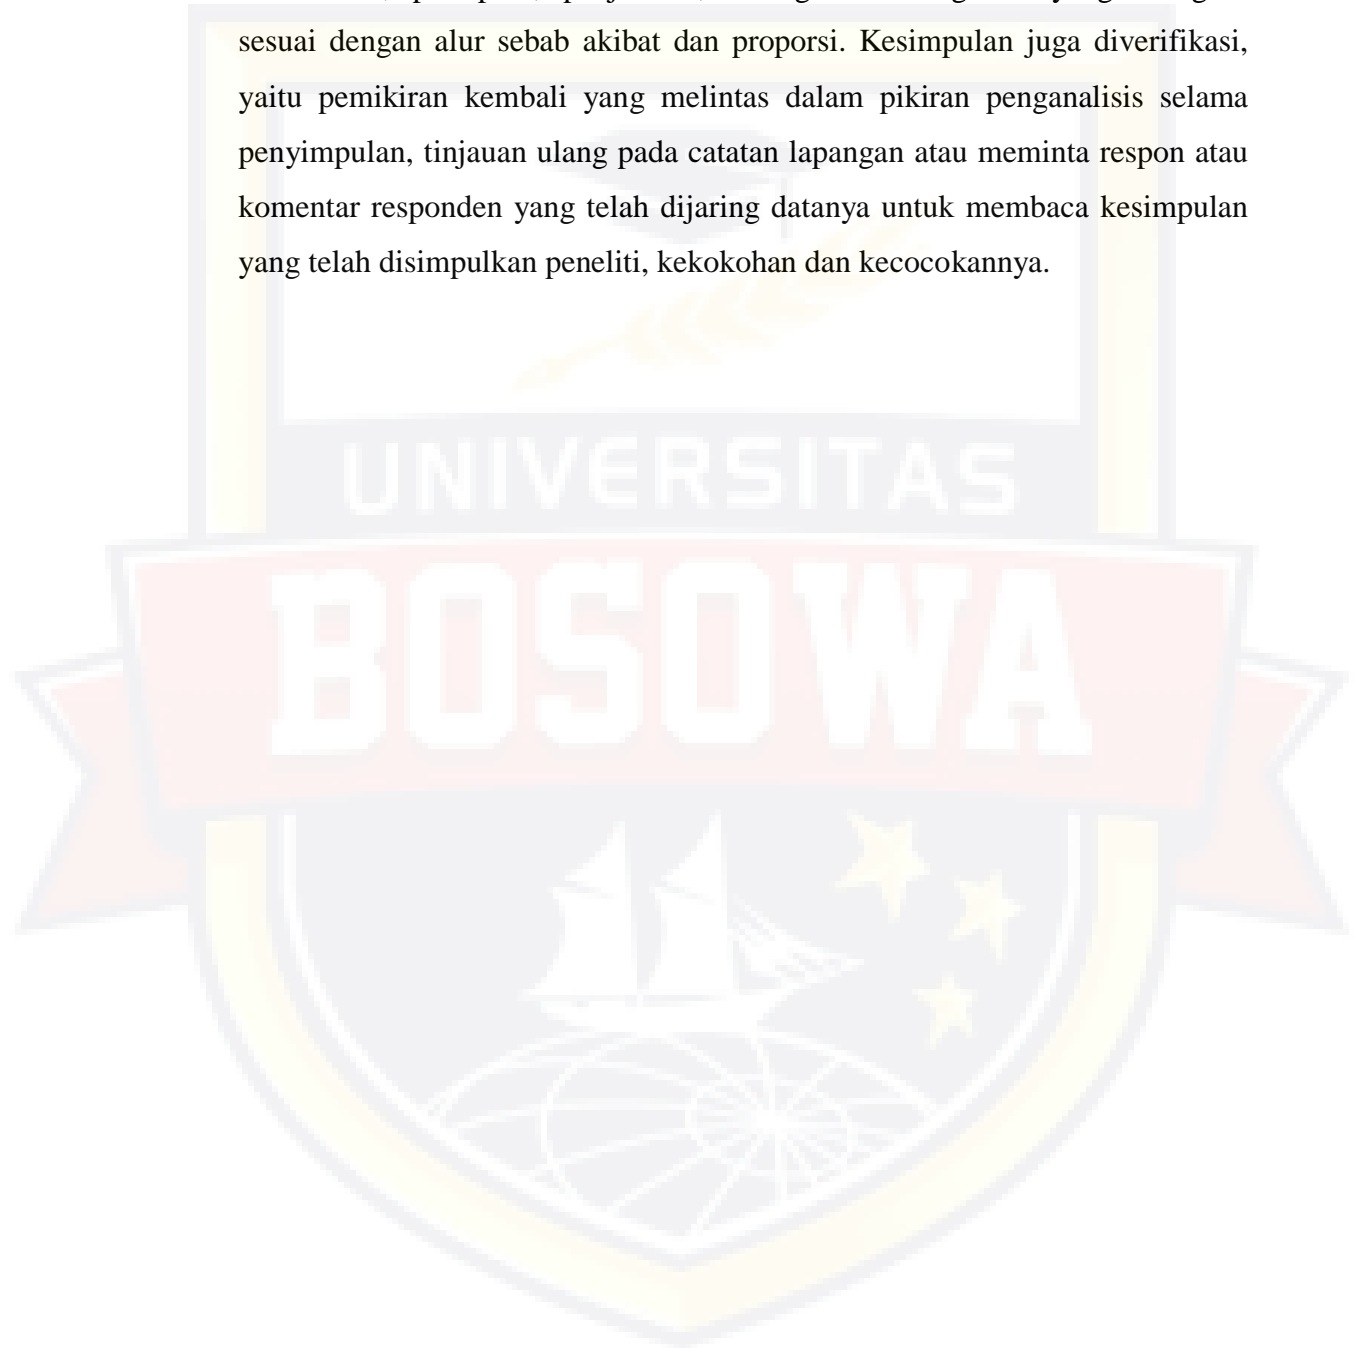 sesuai dengan alur sebab akibat dan proporsi. Kesimpulan juga diverifikasi,
yaitu pemikiran kembali yang melintas dalam pikiran penganalisis selama
penyimpulan, tinjauan ulang pada catatan lapangan atau meminta respon atau
komentar responden yang telah dijaring datanya untuk membaca kesimpulan
yang telah disimpulkan peneliti, kekokohan dan kecocokannya.
UNIVERSITAS
BOSOWA